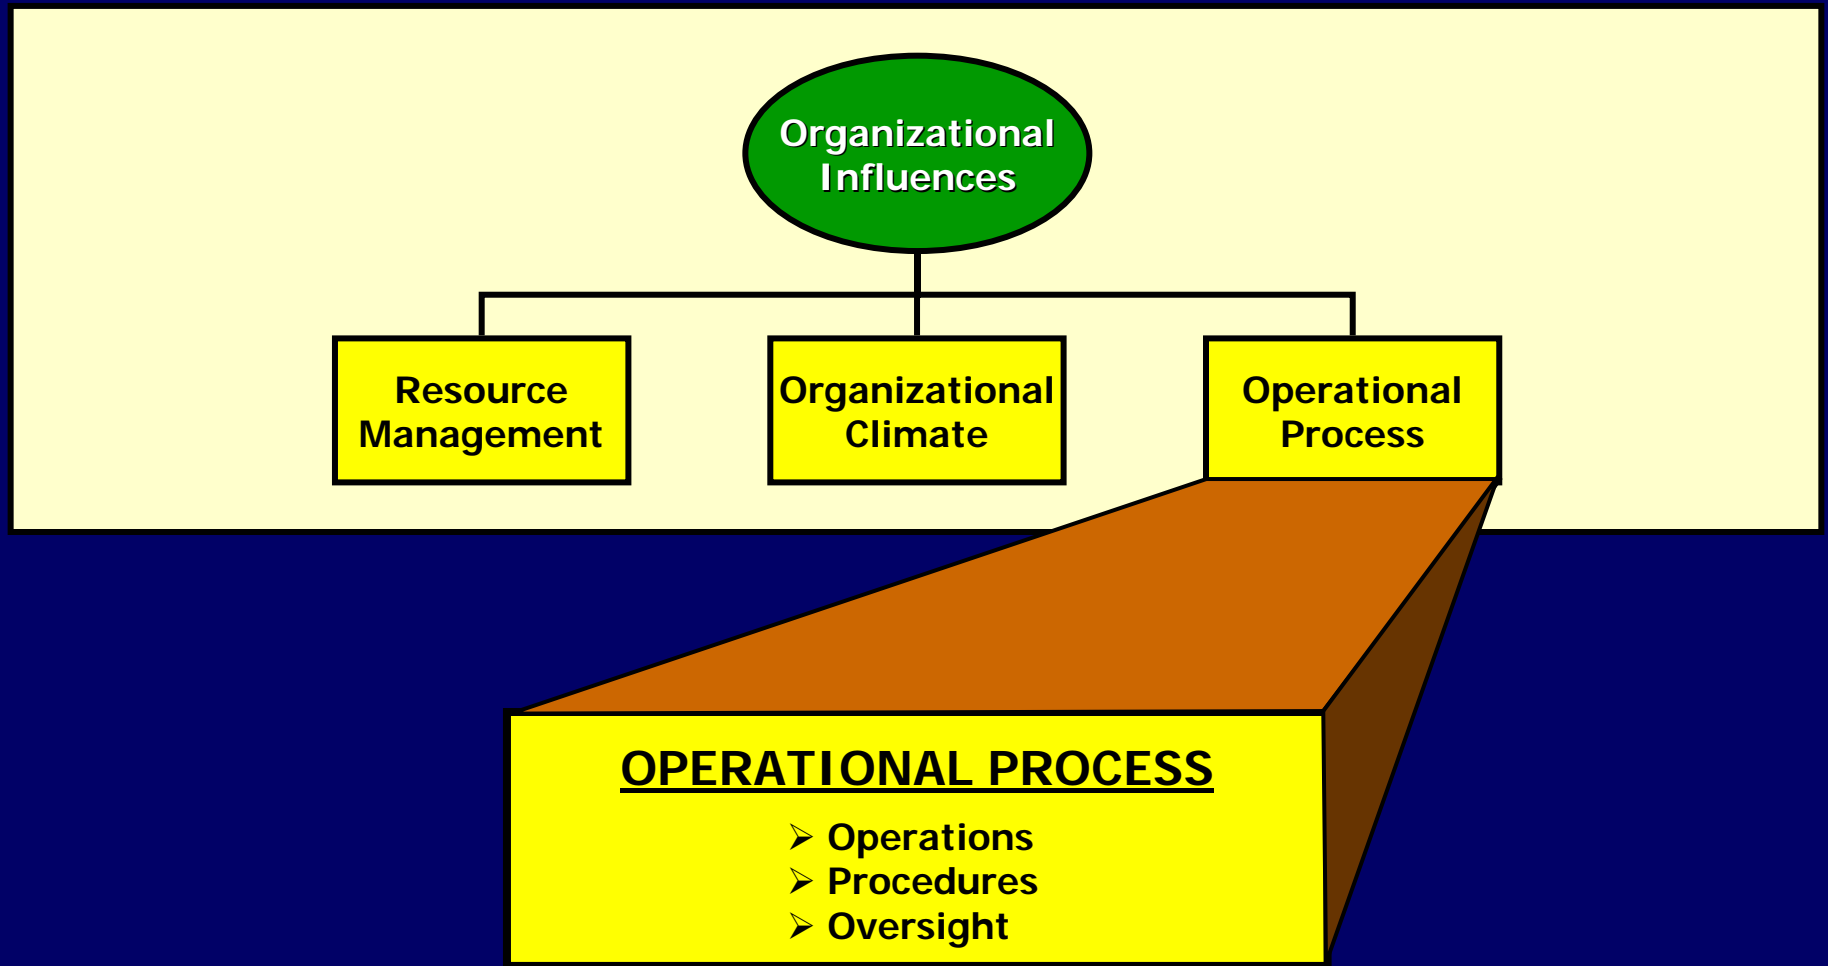 Organizational
Influences
Resource
Management
Organizational
Climate
Operational
Process
OPERATIONAL PROCESS
➢ Operations
➢ Procedures
➢ Oversight